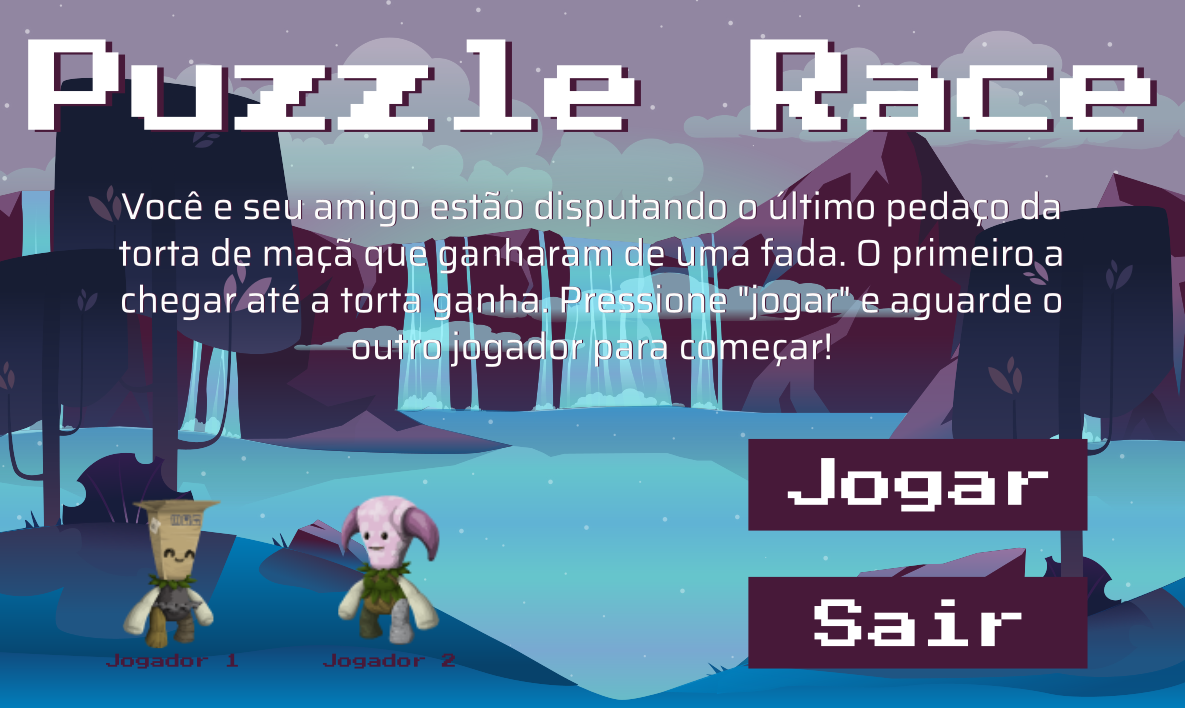 Puzzle Race
Você e seu amigo estão disputando o último pedaço da
torta de maçã que ganharam de uma fada. O primeiro a
chegar até a torta ganha. Pressione "jogar" e aguarde o
outro jogador para começar!
Jogar
Sair
Jogador 1
Jogador 2